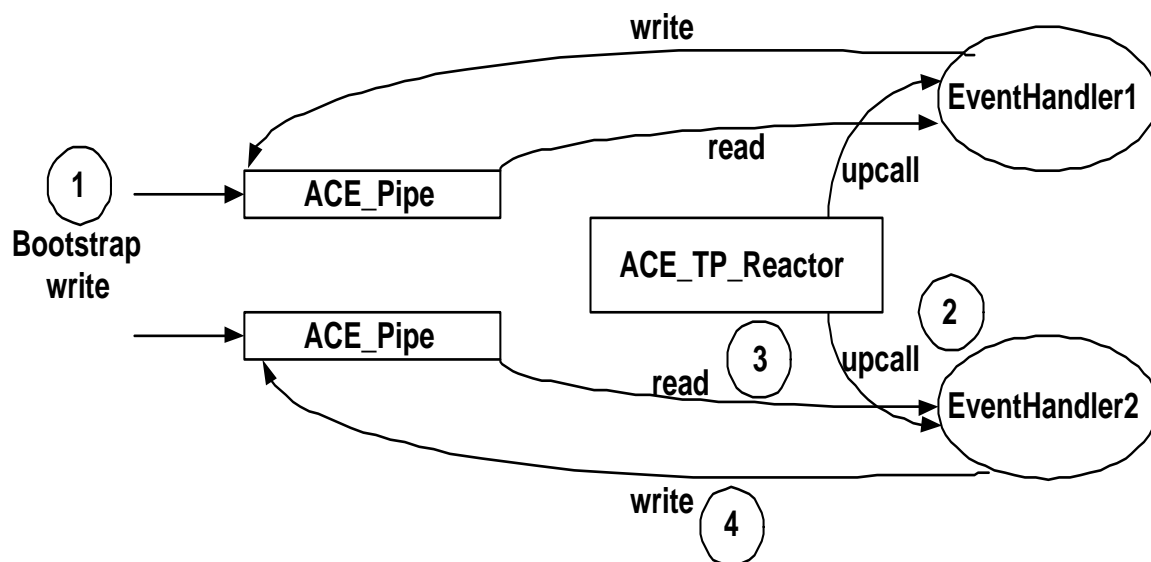 write
EventHandler1
read
1
upcall
ACE_Pipe
Bootstrap
write
ACE_TP_Reactor
2
ACE_Pipe
3
upcall
read
EventHandler2
write
4